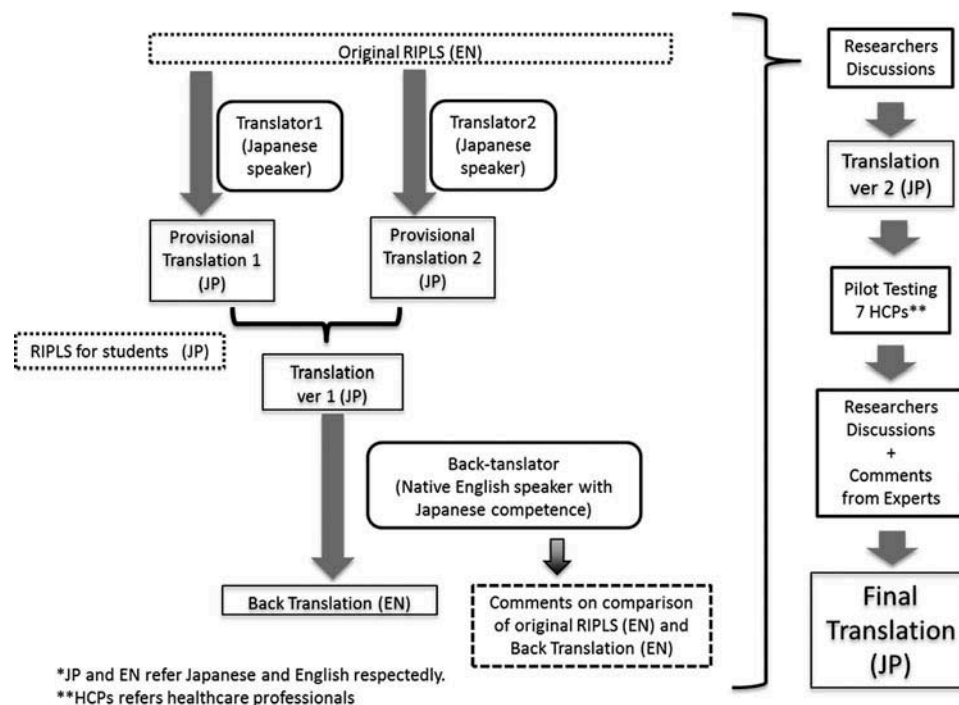 Original RIPLS (EN)
Translator1
(Japanese
speaker)
Translator2
(Japanese
speaker)
Provisional
Translation 1
(JP)
Provisional
Translation 2
(JP)
RIPLS for students (JP)
Translation
ver 1 (JP)
Back-tanslator
(Native English speaker with
Japanese competence)
Back Translation (EN)
Comments on comparison
of original RIPLS (EN) and
Back Translation (EN)
*JP and EN refer Japanese and English respectedly.
**HCPs refers healthcare professionals
Researchers
Discussions
Translation
ver 2 (JP)
Pilot Testing
7 HCPs**
Researchers
Discussions
+
Comments
from Experts
Final
Translation
(JP)